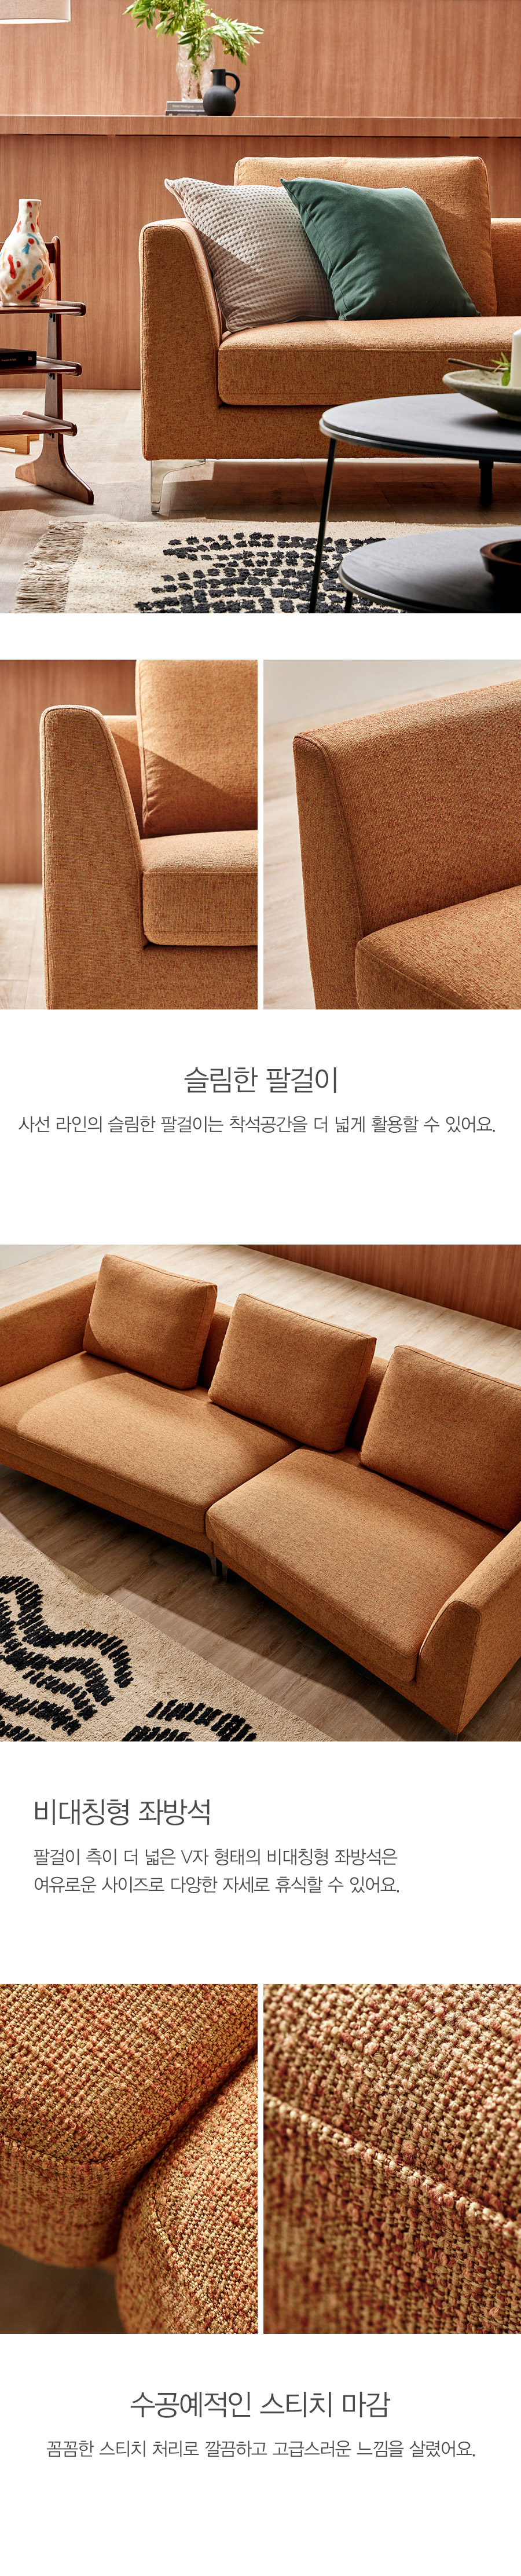 슬림한 팔걸이
사선 라인의 슬림한 팔걸이는 착석공간을 더 넓게 활용할 수 있어요.
비대칭형 좌방석
팔걸이 측이 더 넓은 V자 형태의 비대칭형 좌방석은
여유로운 사이즈로 다양한 자세로 휴식할 수 있어요.
수공예적인 스티치 마감
꼼꼼한 스티치 처리로 깔끔하고 고급스러운 느낌을 살렸어요.